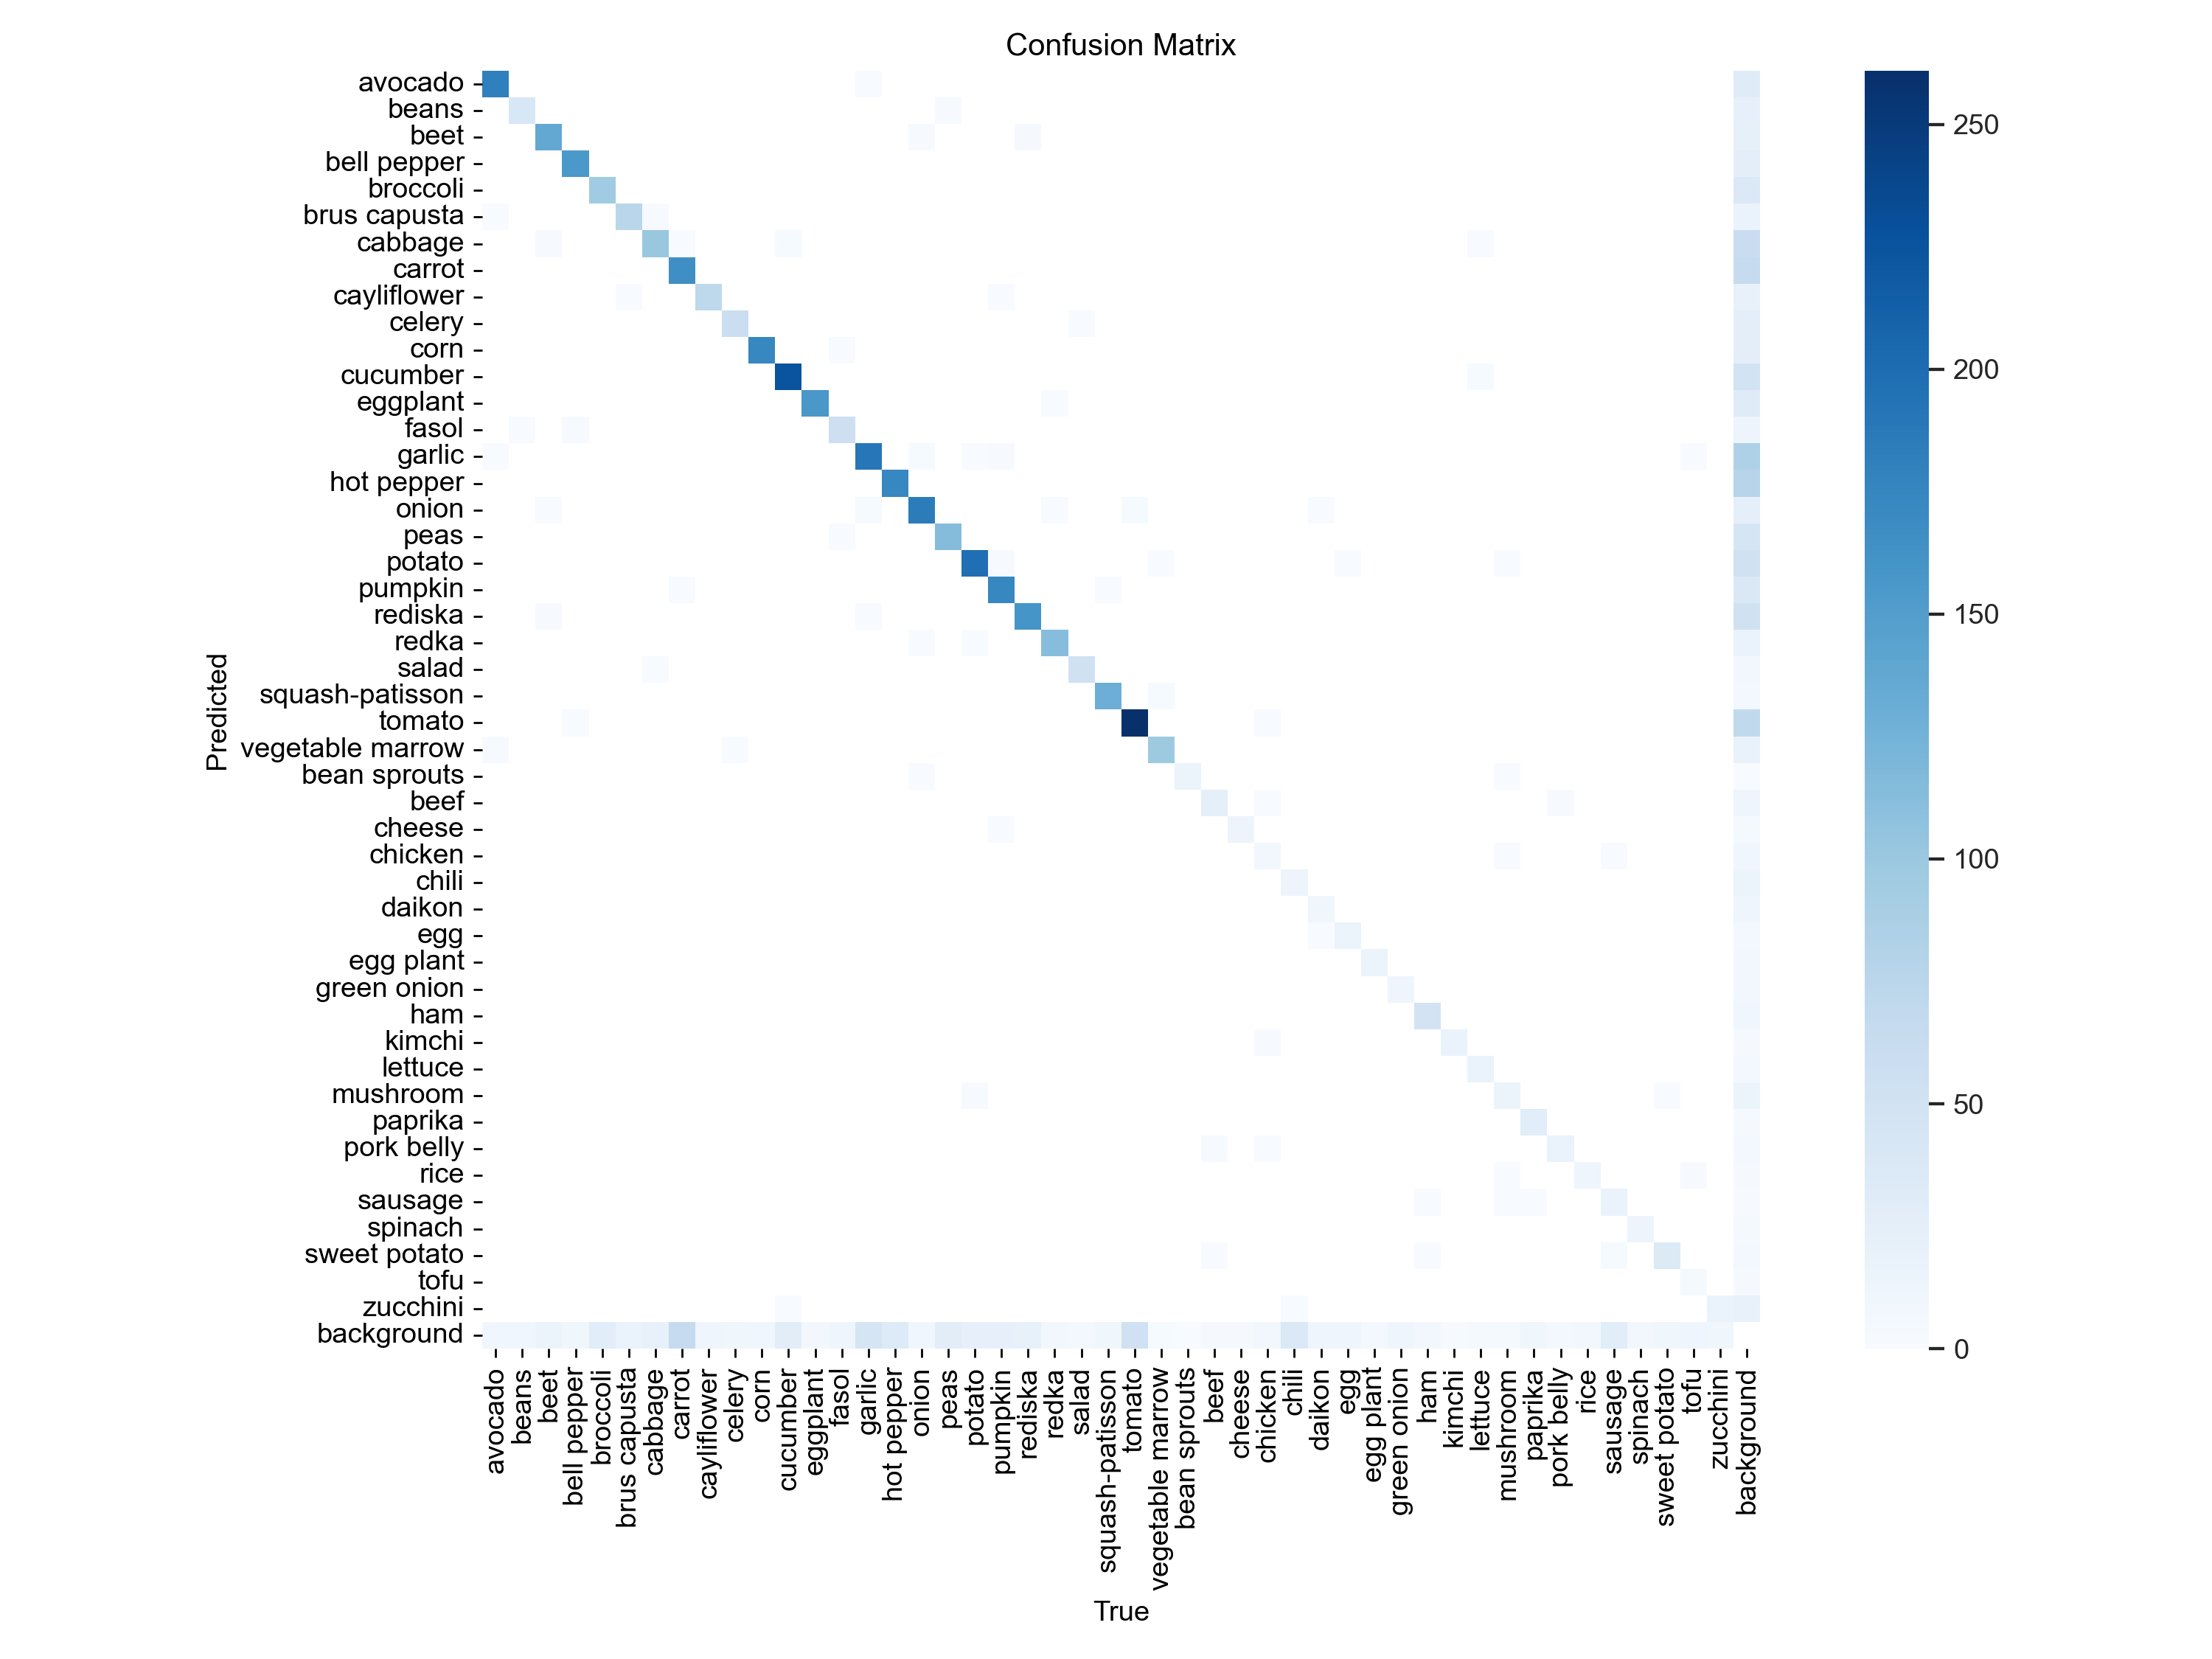 Confusion Matrix
avocado
beans
beet
bell pepper
broccoli
brus capusta
cabbage
carrot
cayliflower
celery
corn
cucumber
eggplant
fasol
garlic
hot pepper
onion
peas
potato
pumpkin
rediska
redka
salad
squash-patisson
tomato
vegetable marrow
bean sprouts
beef
cheese
chicken
chili
daikon
egg
egg plant
green onion
ham
kimchi
lettuce
mushroom
paprika
pork belly
rice
sausage
spinach
sweet potato
tofu
zucchini
background
Predicted
avocado
beans
beet
bell pepper
broccoli
brus capusta
cabbage
carrot
cayliflower
celery
corn
cucumber
eggplant
fasol
garlic
hot pepper
onion
peas
potato
pumpkin
rediska
redka
salad
squash-patisson
tomato
vegetable marrow
bean sprouts
beef
cheese
chicken
chili
daikon
egg
egg plant
green onion
ham
kimchi
lettuce
mushroom
paprika
pork belly
rice
sausage
spinach
sweet potato
tofu
zucchini
background
True
250
200
150
100
50
0